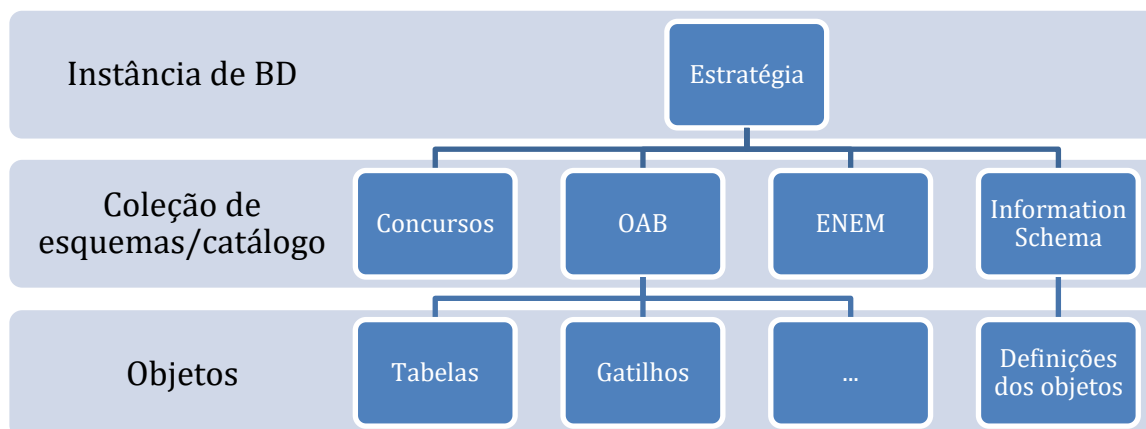 Instância de BD
Estratégia
Coleção de
esquemas/catálogo
Concursos
OAB
ENEM
Information
Schema
Objetos
Tabelas
Gatilhos
...
Definições
dos objetos